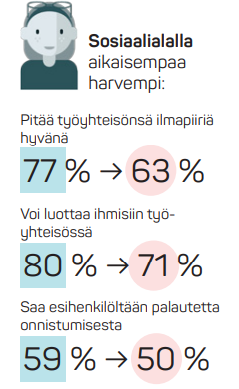 Sosiaalialalla
aikaisempaa
harvempi:
Pitää työyhteisönsä ilmapiiriä
hyvänä
77 % → 63 %
Voi luottaa ihmisiin työ-
yhteisössä
80 % → 71 %
Saa esihenkilöltään palautetta
onnistumisesta
59 % → 50 %